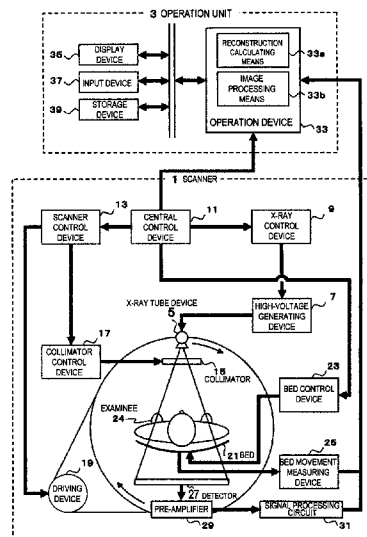 3 OPERATION UNIT
35
DISPLAY
DEVICE
37
INPUT DEVICE
39
STORAGE
DEVICE
RECONSTRUCTION
CALCULATING
MEANS
33a
IMAGE
PROCESSING
MEANS
33b
OPERATION DEVICE
33
1 SCANNER
13
SCANNER
CONTROL
DEVICE
CENTRAL
CONTROL
DEVICE
11
X-RAY
CONTROL
DEVICE
9
X-RAY TUBE DEVICE
5
HIGH-VOLTAGE
GENERATING
DEVICE
7
17
COLLIMATOR
CONTROL
DEVICE
15
COLLIMATOR
23
BED CONTROL
DEVICE
EXAMINEE
24
21 BED
25
BED MOVEMENT
MEASURING
DEVICE
19
DRIVING
DEVICE
27 DETECTOR
PRE-AMPLIFIER
29
SIGNAL PROCESSING
CIRCUIT
31